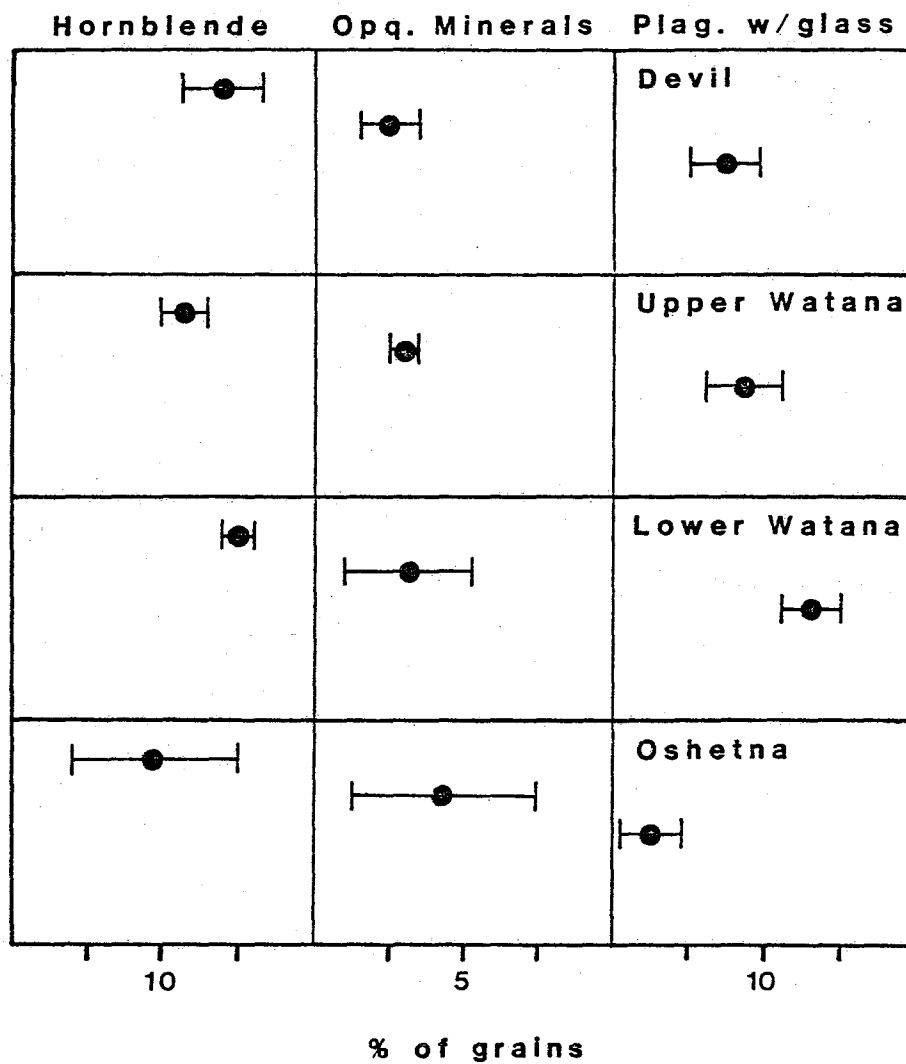 Hornblende Opq. Minerals Plag. w/glass
Devil
Upper Watana
Lower Watana
Oshetna
10 5 10
% of grains